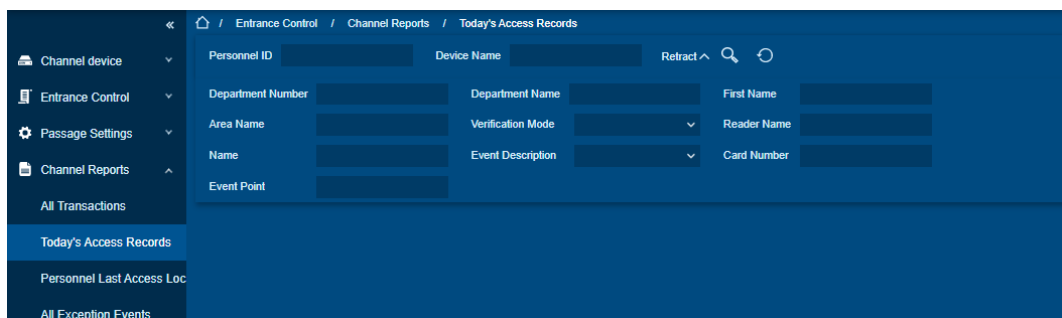 «
/ Entrance Control / Channel Reports / Today's Access Records
Channel device
Entrance Control
Passage Settings
Channel Reports
All Transactions
Today's Access Records
Personnel Last Access Loc
All Exception Events
Personnel ID Device Name Retract
Department Number Department Name First Name
Area Name Verification Mode Reader Name
Name Event Description Card Number
Event Point